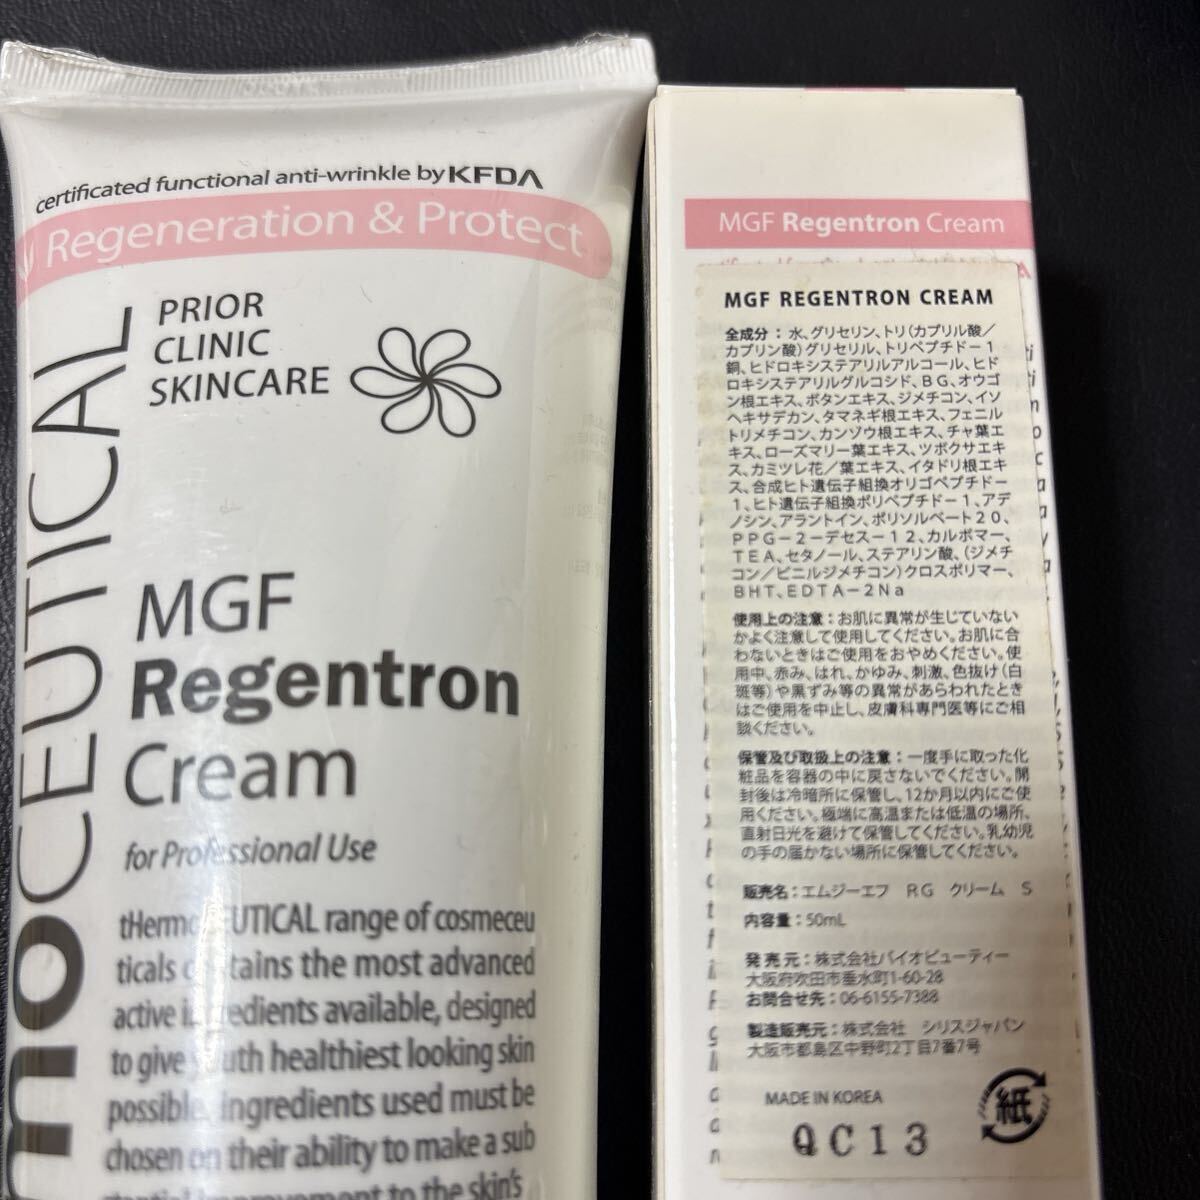 certificated functional anti-wrinkle by KFDA
Regeneration & Protect
PRIOR
CLINIC
SKINCARE
moCEUTICAL
MGF
Regentron
Cream
for Professional Use
ticals
the most advanced
available, designed
to give
healthiest looking skin
ingredients used must be
chosen on their ability to make a sub
improvement to the skin's
MGF Regentron Cream
MGF REGENTRON CREAM
全成分：水、グリセリン、トリ（カプリル酸／
カプリン酸）グリセリル、トリペプチドー1
銅、ヒドロキシステアリルアルコール、ヒド
ロキシステアリルグルコシド、BG、オウゴ
ン根エキス、ボタンエキス、ジメチコン、イソ
ヘキサデカン、タマネギ根エキス、フェニル
トリメチコン、カンゾウ根エキス、チャ葉エ
キス、ローズマリー葉エキス、ツボクサエキ
ス、カミツレ花／葉エキス、イタドリ根エキ
ス、合成ヒト遺伝子組換オリゴペプチドー
1、ヒト遺伝子組換ポリペプチドー1、アデ
ノシン、アラントイン、ポリソルベート20、
PPG－2－デセス－12、カルボマー、
TEA、セタノール、ステアリン酸、（ジメチ
コン／ビニルジメチコン）クロスポリマー、
BHT、EDTA－2Na
使用上の注意：お肌に異常が生じていない
かよく注意して使用してください。お肌に合
わないときはご使用をおやめください。使
用中、赤み、はれ、かゆみ、刺激、色抜け（白
斑等）や黒ずみ等の異常があらわれたとき
はご使用を中止し、皮膚科専門医等にご相
談ください。
保管及び取扱上の注意：一度手に取った化
粧品を容器の中に戻さないでください。開
封後は冷暗所に保管し、12か月以内にご使
用ください。極端に高温または低温の場所、
直射日光を避けて保管してください。乳幼児
の手の届かない場所に保管してください。
販売名：エムジーエフ RG クリーム S
内容量：50mL
発売元：株式会社バイオビューティー
大阪府吹田市垂水町1-60-28
お問合せ先：06-6155-7388
製造販売元：株式会社 シリスジャパン
大阪市都島区中野町2丁目7番7号
MADE IN KOREA
紙
QC13